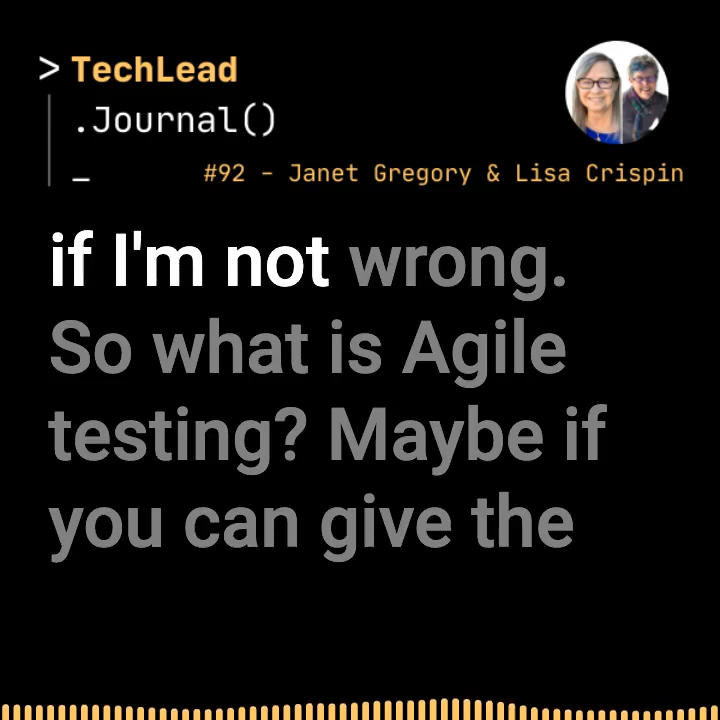 > TechLead
.Journal()
_
#92 – Janet Gregory & Lisa Crispin
if I'm not wrong.
So what is Agile
testing? Maybe if
you can give the